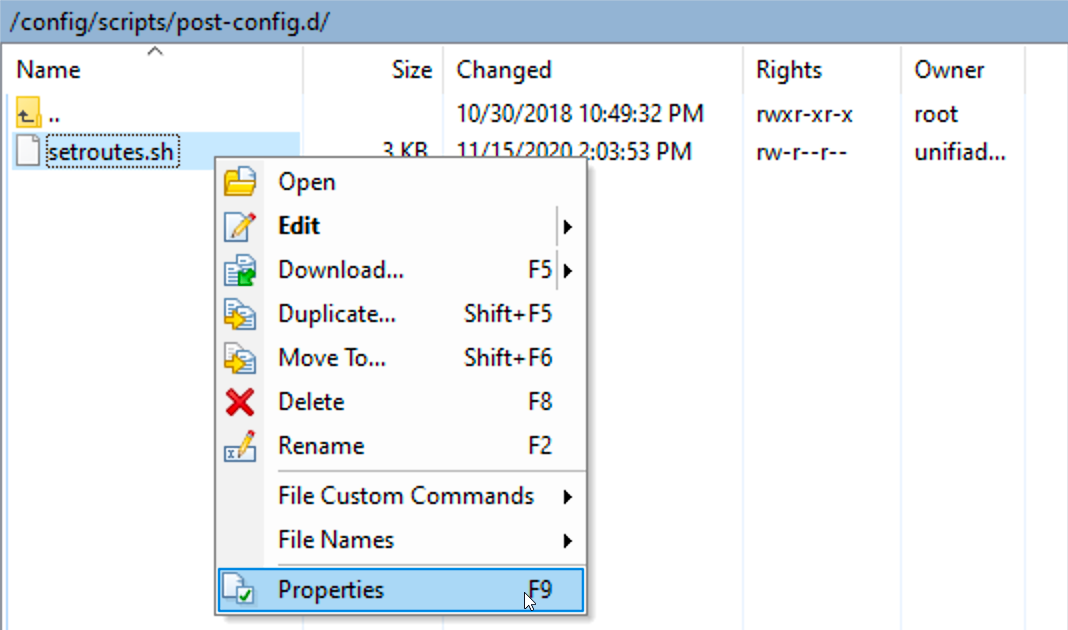 /config/scripts/post-config.d/
Name Size Changed Rights Owner
.. 10/30/2018 10:49:32 PM rwxr-xr-x root
setroutes.sh 3 KB 11/15/2020 2:03:53 PM rw-r--r-- unifiad...
Open
Edit
Download... F5
Duplicate... Shift+F5
Move To... Shift+F6
Delete F8
Rename F2
File Custom Commands
File Names
Properties F9